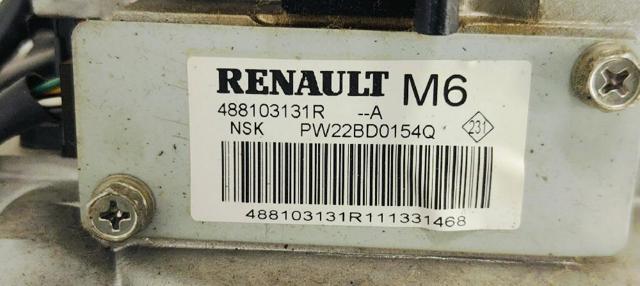 RENAULT M6
488103131R --A
NSK PW22BD0154Q 231
488103131R111331468